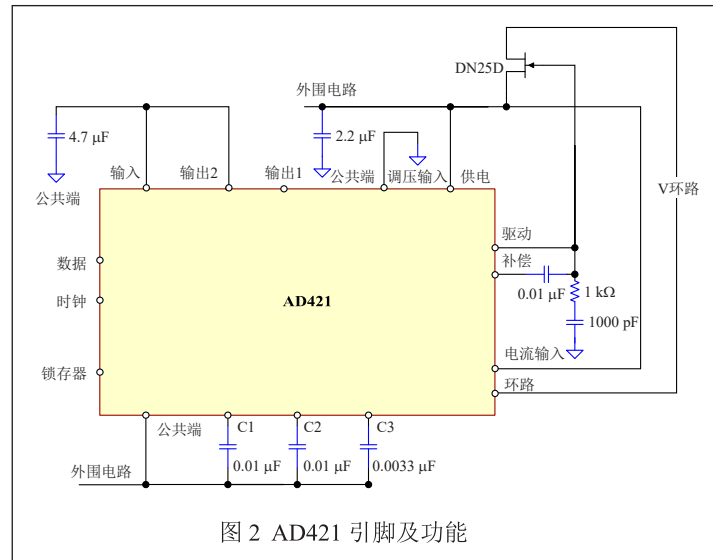 DN25D
外围电路
4.7 μF
2.2 μF
公共端
输入
输出2
输出1
公共端
调压输入
供电
V环路
驱动
补偿
0.01 μF
1 kΩ
1000 pF
数据
时钟
锁存器
AD421
电流输入
环路
公共端
C1
C2
C3
0.01 μF
0.01 μF
0.0033 μF
外围电路
图 2 AD421 引脚及功能